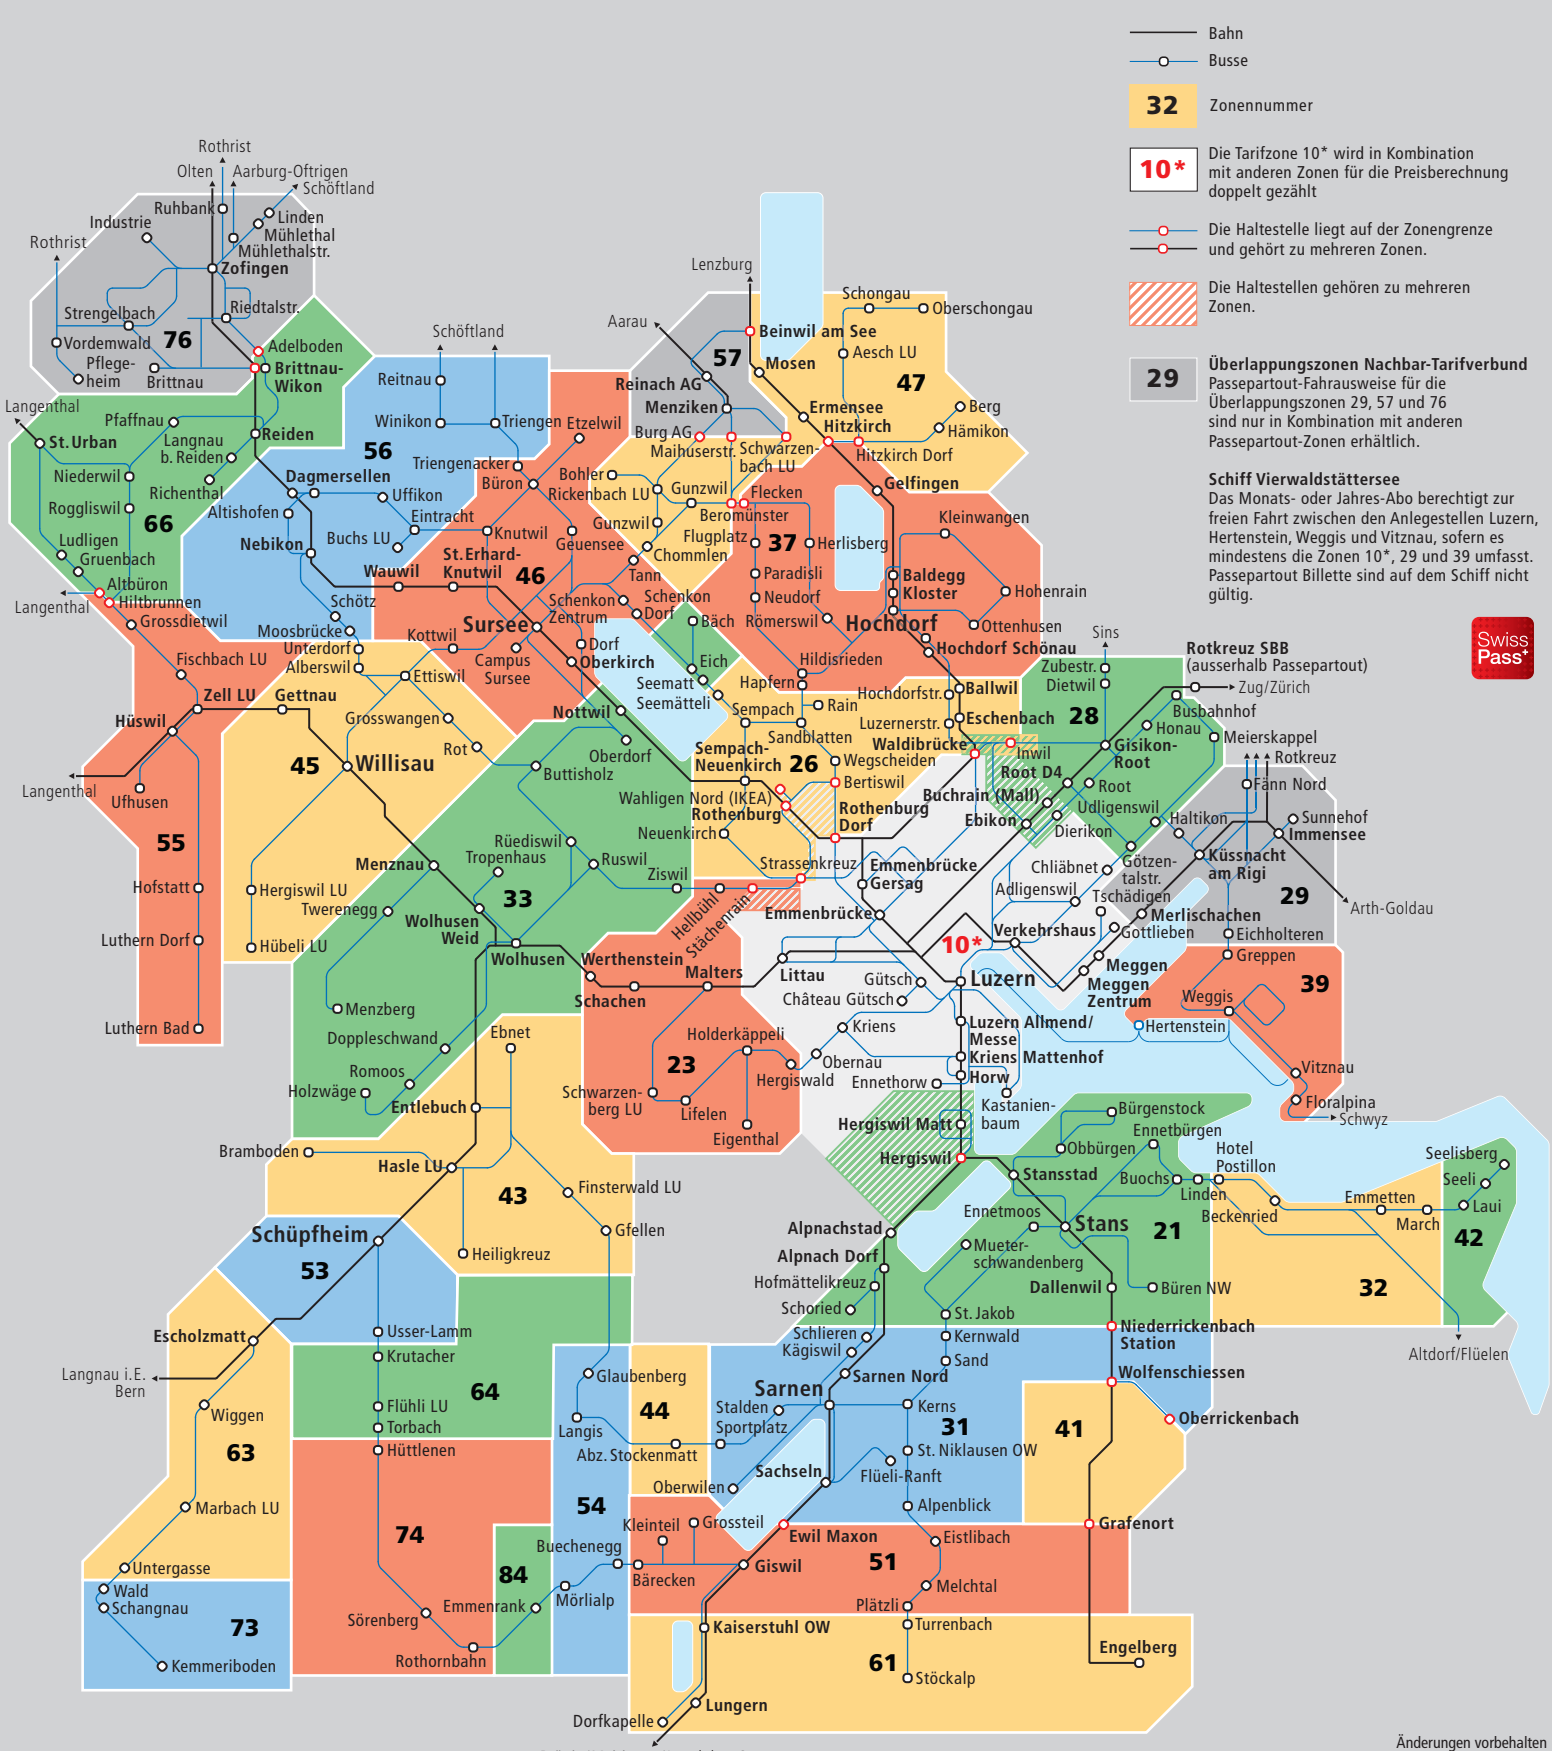 Bahn
Busse
32
Zonennummer
10*
Die Tarifzone 10* wird in Kombination
mit anderen Zonen für die Preisberechnung
doppelt gezählt
Die Haltestelle liegt auf der Zonengrenze
und gehört zu mehreren Zonen.
Die Haltestellen gehören zu mehreren
Zonen.
29
Überlappungszonen Nachbar-Tarifverbund
Passepartout-Fahrausweise für die
Überlappungszonen 29, 57 und 76
sind nur in Kombination mit anderen
Passepartout-Zonen erhältlich.
Schiff Vierwaldstättersee
Das Monats- oder Jahres-Abo berechtigt zur
freien Fahrt zwischen den Anlegestellen Luzern,
Hertenstein, Weggis und Vitznau, sofern es
mindestens die Zonen 10*, 29 und 39 umfasst.
Passepartout Billette sind auf dem Schiff nicht
gültig.
Swiss
Pass
Rothrist
Olten
Aarburg-Oftrigen
Schöftland
Ruhbank
Linden
Industrie
Mühlethal
Mühlethalstr.
Rothrist
Zofingen
Strengelbach
Riedtalstr.
76
Vordemwald
Pflege-
heim
Brittnau
Adelboden
Brittnau-
Wikon
Langenthal
Pfaffnau
St.Urban
Langnau
b. Reiden
Reiden
Niederwil
Richenthal
Roggliswil
66
Ludligen
Gruenbach
Altbüron
Hiltbrunnen
Langenthal
Grossdietwil
Schöftland
Reitnau
Winikon
Triengen
Etzelwil
56
Triengenacker
Büron
Dagmersellen
Uffikon
Altishofen
Eintracht
Buchs LU
Knutwil
Nebikon
Geuensee
St.Erhard-
Knutwil
46
Wauwil
Schötz
Moosbrücke
Schenkon
Zentrum
Schenkon
Dorf
Tann
Sursee
Kottwil
Dorf
Campus
Sursee
Oberkirch
Nottwil
Unterdorf
Alberswil
Ettiswil
Fischbach LU
Zell LU
Gettnau
Hüswil
Grosswangen
Rot
45
Willisau
Langenthal
Ufhusen
55
Hofstatt
Luthern Dorf
Luthern Bad
Hergiswil LU
Hübeli LU
Oberdorf
Buttisholz
Rüediswil
Tropenhaus
Ruswil
Menznau
Ziswil
33
Twerenegg
Wolhusen
Weid
Wolhusen
Menzberg
Doppleschwand
Romoos
Holzwäge
Lenzburg
Aarau
57
Beinwil am See
Reinach AG
Menziken
Burg AG
Maihuserstr.
Schwarzen-
bach LU
Mosen
Schongau
Oberschongau
Aesch LU
47
Ermensee
Hitzkirch
Berg
Hämikon
Hitzkirch Dorf
Gelfingen
Bohler
Rickenbach LU
Gunzwil
Flecken
Beromünster
Gunzwil
Chommlen
Flugplatz
37
Herlisberg
Paradisli
Neudorf
Römerswil
Kleinwangen
Baldegg
Kloster
Hohenrain
Hochdorf
Ottenhusen
Hochdorf Schönau
Bäch
Eich
Seematt
Seemätteli
Hildisrieden
Hapfern
Rain
Sempach
Sandblatten
Hochdorfstr.
Ballwil
Luzernerstr.
Eschenbach
Waldibrücke
Inwil
Sempach-
Neuenkirch
26
Wegscheiden
Bertiswil
Wahligen Nord (IKEA)
Rothenburg
Rothenburg
Dorf
Neuenkirch
Strassenkreuz
Sins
Zubestr.
Dietwil
28
Rotkreuz SBB
(ausserhalb Passepartout)
Zug/Zürich
Busbahnhof
Honau
Meierskappel
Gisikon-
Root
Rotkreuz
Root D4
Root
Fänn Nord
Buchrain (Mall)
Udligenswil
Ebikon
Dierikon
Haltikon
Sunnehof
Immensee
Küssnacht
am Rigi
Chliäbnet
Götzen-
talstr.
Adligenswil
Tschädigen
29
Arth-Goldau
Merlischachen
Gottlieben
Eichholteren
Greppen
Emmenbrücke
Gersag
Emmenbrücke
10*
Verkehrshaus
Meggen
Meggen
Zentrum
Littau
Gütsch
Luzern
Château Gütsch
Hellbühl
Stächenrain
Werthenstein
Malters
Schachen
Luzern Allmend/
Messe
Kriens
Kriens Mattenhof
Obernau
Horw
Ennethorw
Kastanien-
baum
Holderkäppeli
23
Hergiswald
Schwarzen-
berg LU
Lifelen
Eigenthal
Hertenstein
Weggis
39
Vitznau
Floralpina
Schwyz
Ebnet
Entlebuch
Bramboden
Hasle LU
43
Finsterwald LU
Gfellen
Heiligkreuz
Schüpfheim
53
Escholzmatt
Usser-Lamm
Krutacher
Langnau i.E.
Bern
Flühli LU
Torbach
64
Wiggen
Hüttlenen
63
Marbach LU
Untergasse
Wald
Schangnau
73
Kemmeriboden
74
Sörenberg
Rothornbahn
84
Emmenrank
54
Glaubenberg
Langis
44
Abz. Stockenmatt
Buechenegg
Mörlialp
Bärecken
Kleinteil
Grossteil
Hergiswil Matt
Hergiswil
Bürgenstock
Ennetbürgen
Obbürgen
Stansstad
Buochs
Linden
Hotel
Postillon
Ennetmoos
Stans
21
Beckenried
Emmetten
March
Seelisberg
Seeli
Laui
42
32
Altdorf/Flüelen
Alpnachstad
Alpnach Dorf
Mueter-
schwandenberg
Hofmättelikreuz
Schoried
Dallenwil
Büren NW
St. Jakob
Schlieren
Kägiswil
Kernwald
Sand
Niederrickenbach
Station
Sarnen Nord
Wolfenschiessen
Sarnen
Stalden
Sportplatz
Kerns
31
41
Oberrickenbach
St. Niklausen OW
Sachseln
Flüeli-Ranft
Oberwilen
Alpenblick
Ewil Maxon
Eistlibach
Grafenort
Giswil
51
Melchtal
Plätzli
Kaiserstuhl OW
Turrenbach
Engelberg
61
Stöckalp
Lungern
Dorfkapelle
Änderungen vorbehalten